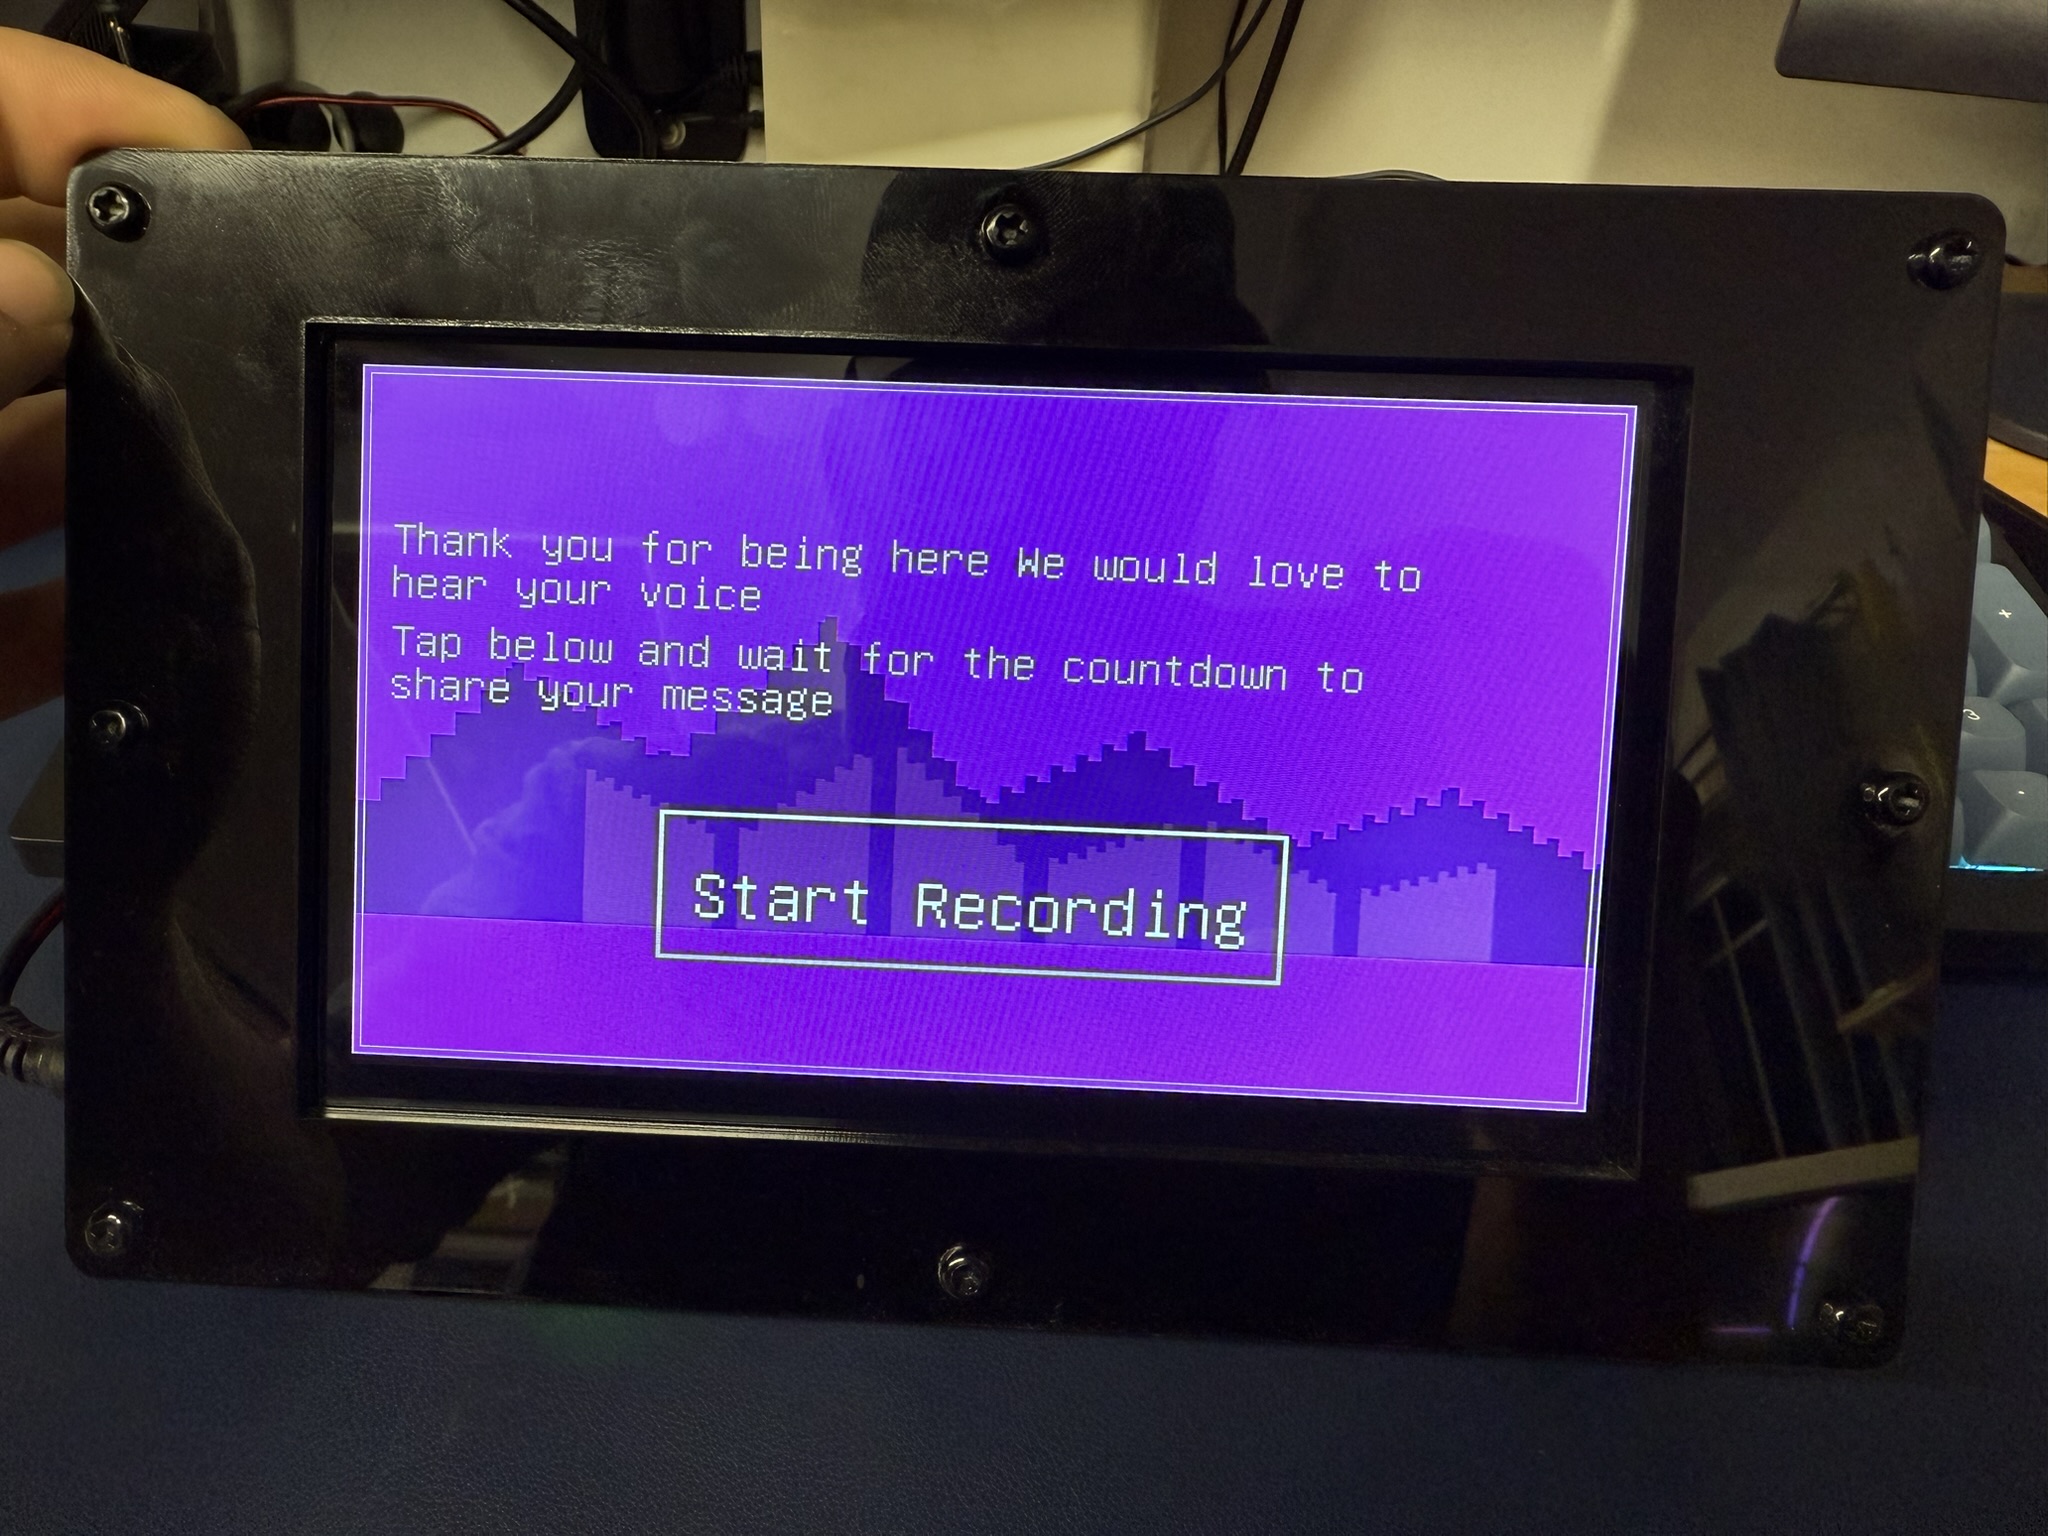 Thank you for being here We would love to
hear your voice
Tap below and wait for the countdown to
share your message
Start Recording